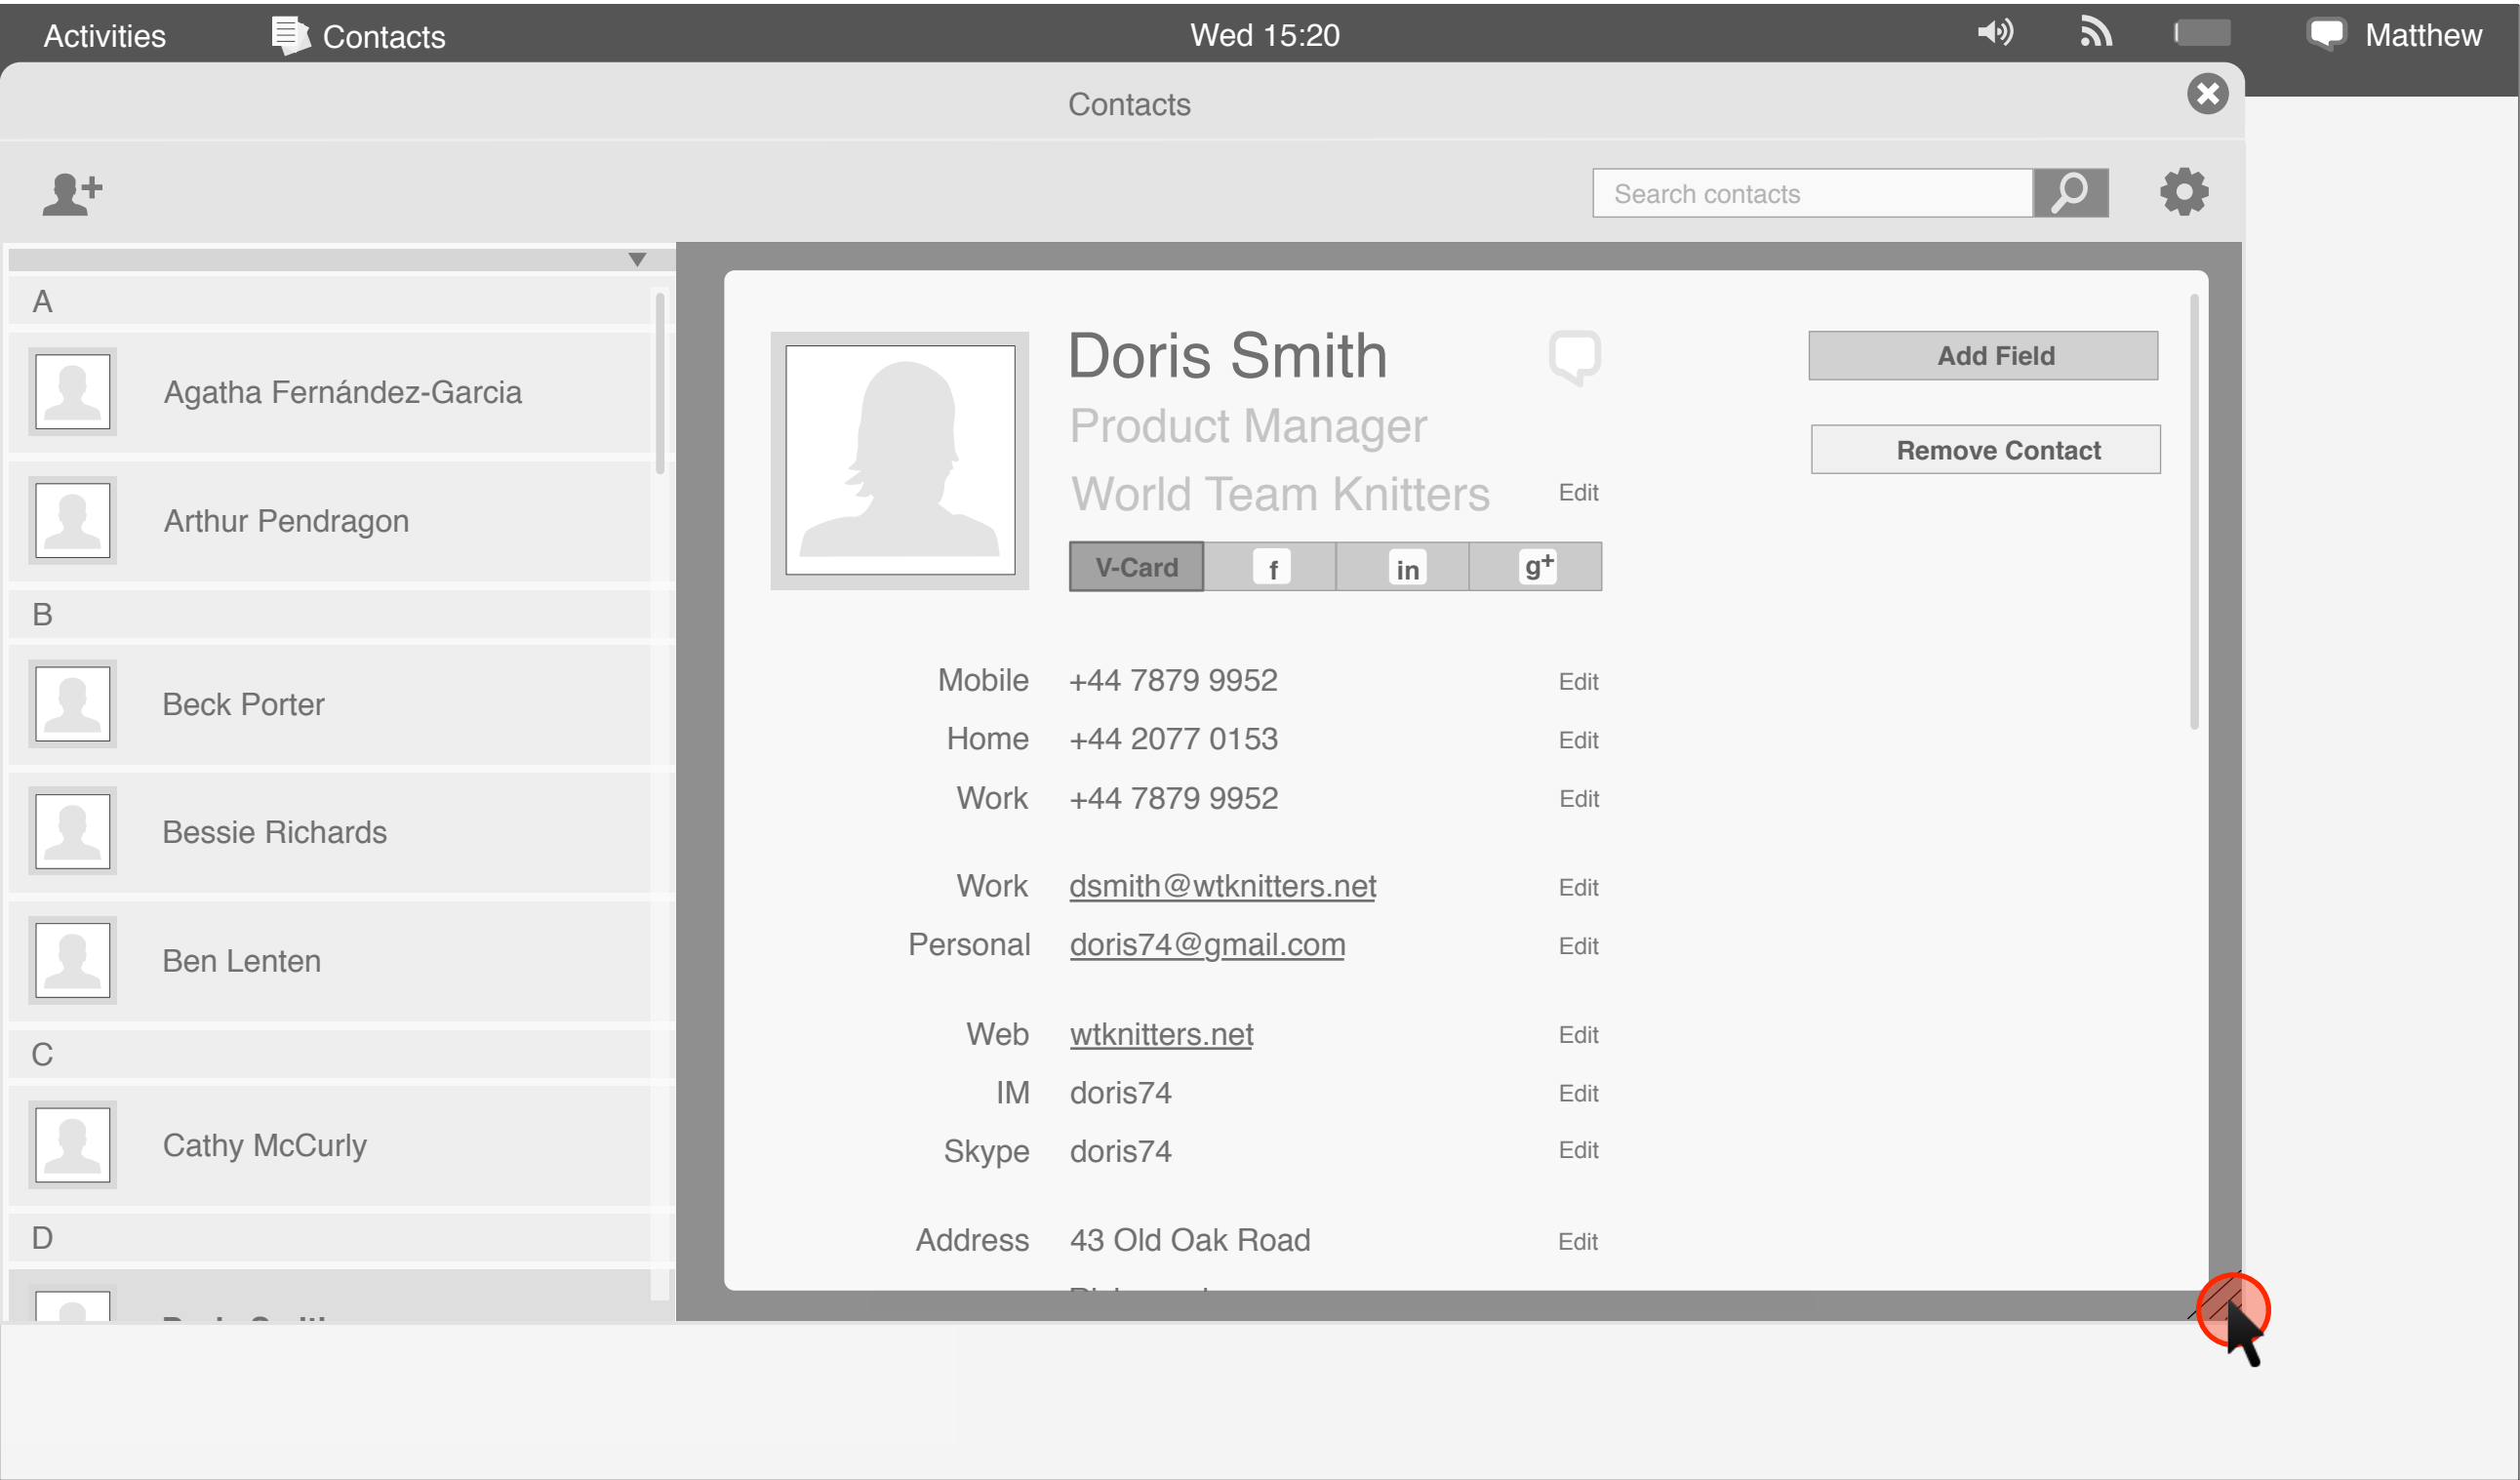 Activities Contacts Wed 15:20 Matthew
Contacts
Search contacts
A
Agatha Fernández-Garcia
Arthur Pendragon
B
Beck Porter
Bessie Richards
Ben Lenten
C
Cathy McCurly
D
Doris Smith
Product Manager
World Team Knitters Edit
Add Field
Remove Contact
V-Card f in g+
Mobile +44 7879 9952 Edit
Home +44 2077 0153 Edit
Work +44 7879 9952 Edit
Work dsmith@wtknitters.net Edit
Personal doris74@gmail.com Edit
Web wtknitters.net Edit
IM doris74 Edit
Skype doris74 Edit
Address 43 Old Oak Road Edit